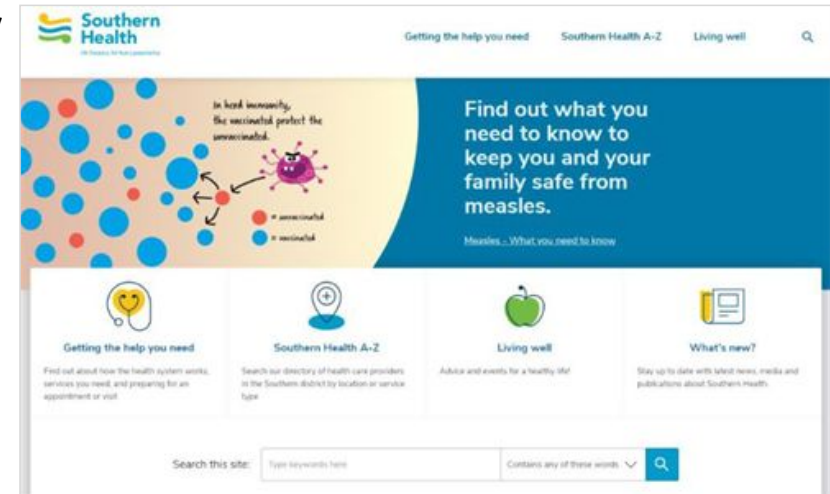 Southern
Health
Getting the help you need
Southern Health A-Z
Living well
In herd immunity,
the vaccinated protect the
unvaccinated.
= unvaccinated
= vaccinated
Find out what you
need to know to
keep you and your
family safe from
measles.
Measles - What you need to know
Getting the help you need
Find out about how the health system works,
services you need, and preparing for an
appointment or visit
Southern Health A-Z
Search our directory of health care providers
in the Southern district by location or service
type
Living well
Advice and events for a healthy life!
What's new?
Stay up to date with latest news, media and
publications about Southern Health.
Search this site:
Type keywords here
Contains any of these words